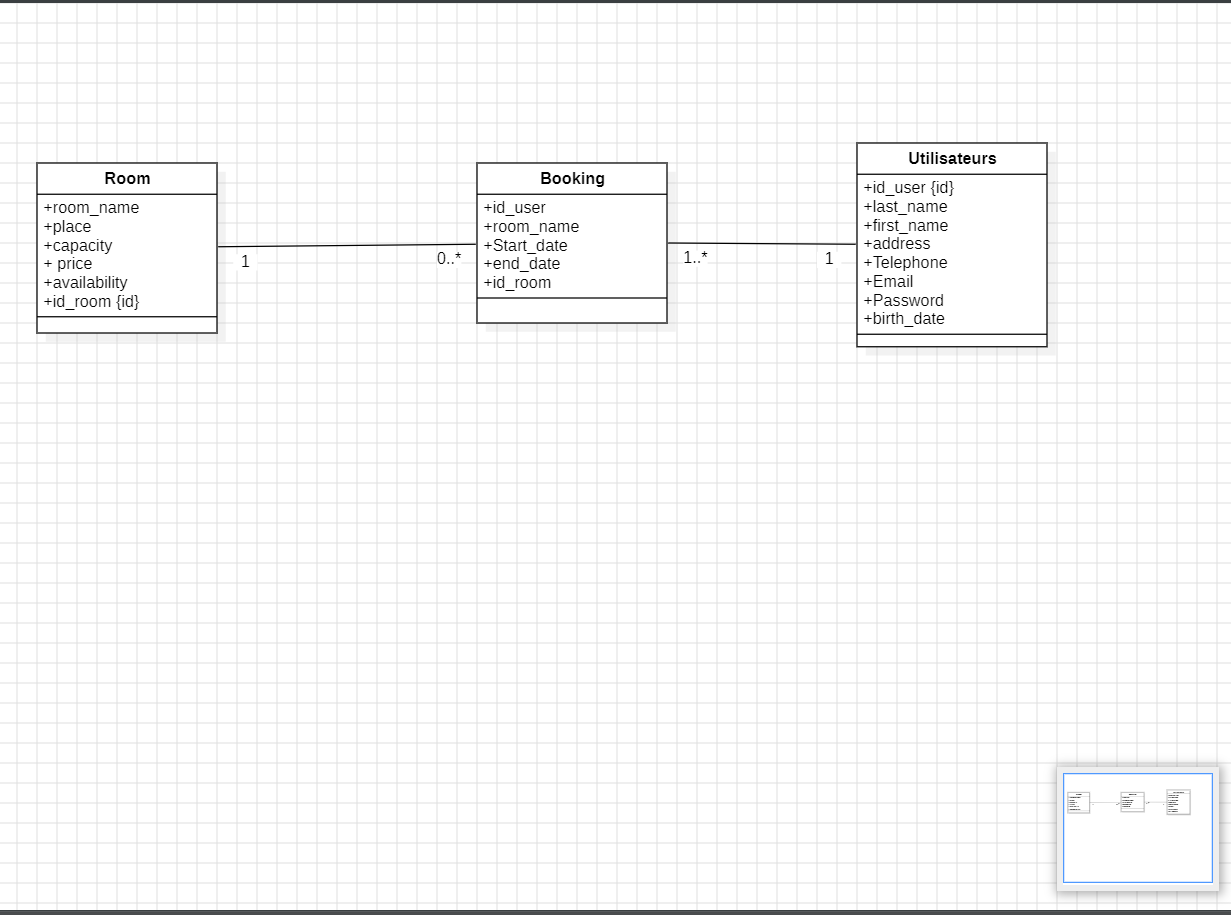 Room
+room_name
+place
+capacity
+ price
+availability
+id_room {id}
1
0..*
Booking
+id_user
+room_name
+Start_date
+end_date
+id_room
1..*
1
Utilisateurs
+id_user {id}
+last_name
+first_name
+address
+Telephone
+Email
+Password
+birth_date